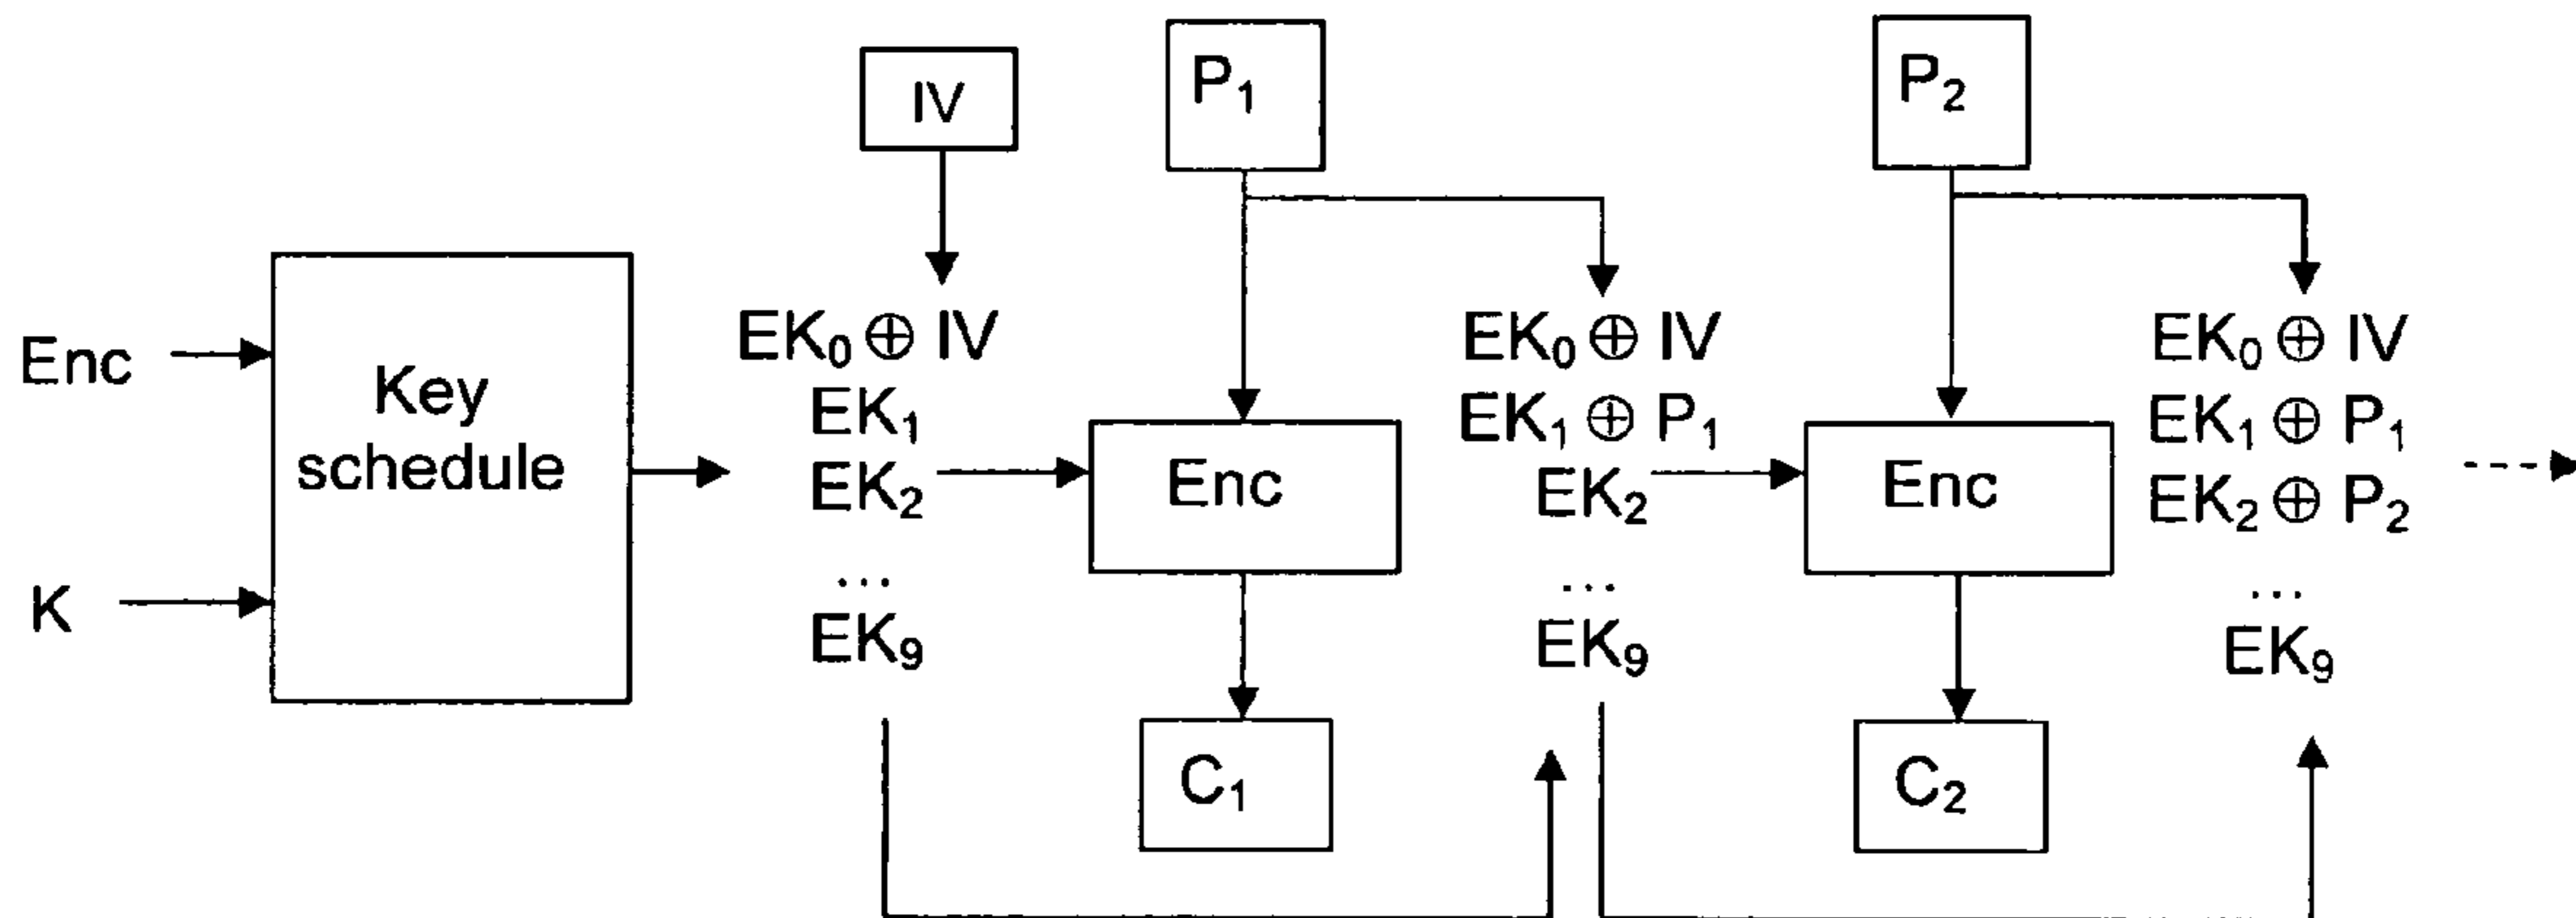 Enc
K
Key
schedule
IV
EK₀ ⊕ IV
EK₁
EK₂
...
EK₉
P₁
Enc
C₁
EK₀ ⊕ IV
EK₁ ⊕ P₁
EK₂
...
EK₉
P₂
Enc
C₂
EK₀ ⊕ IV
EK₁ ⊕ P₁
EK₂ ⊕ P₂
...
EK₉